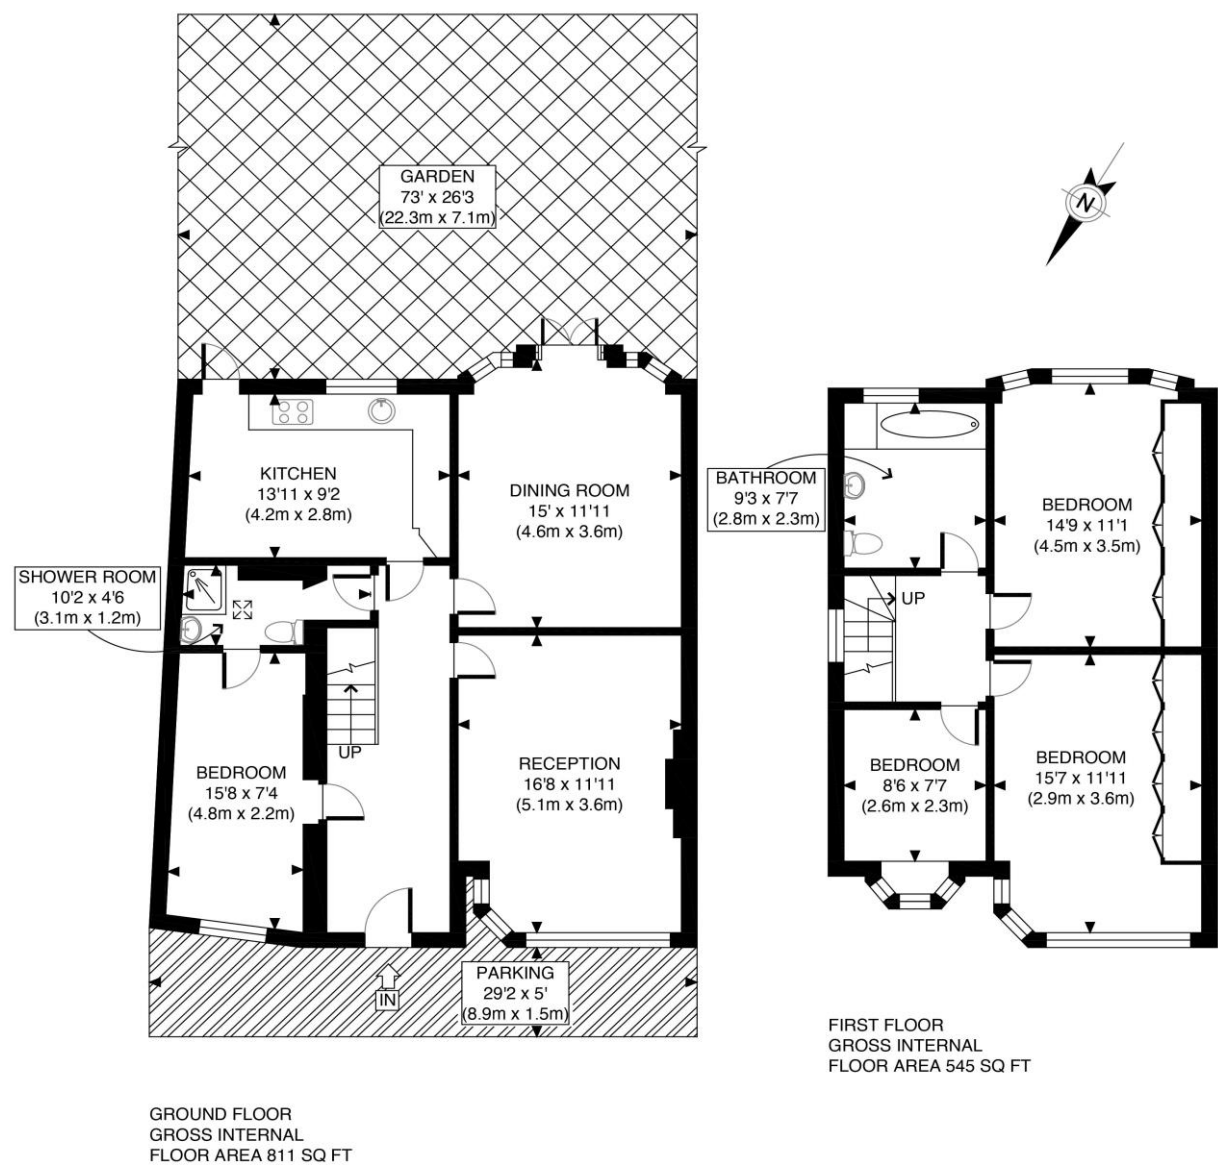 GARDEN
73' x 26'3
(22.3m x 7.1m)
N
KITCHEN
13'11 x 9'2
(4.2m x 2.8m)
DINING ROOM
15' x 11'11
(4.6m x 3.6m)
SHOWER ROOM
10'2 x 4'6
(3.1m x 1.2m)
UP
BEDROOM
15'8 x 7'4
(4.8m x 2.2m)
RECEPTION
16'8 x 11'11
(5.1m x 3.6m)
IN
PARKING
29'2 x 5'
(8.9m x 1.5m)
GROUND FLOOR
GROSS INTERNAL
FLOOR AREA 811 SQ FT
BATHROOM
9'3 x 7'7
(2.8m x 2.3m)
BEDROOM
14'9 x 11'1
(4.5m x 3.5m)
UP
BEDROOM
8'6 x 7'7
(2.6m x 2.3m)
BEDROOM
15'7 x 11'11
(2.9m x 3.6m)
FIRST FLOOR
GROSS INTERNAL
FLOOR AREA 545 SQ FT